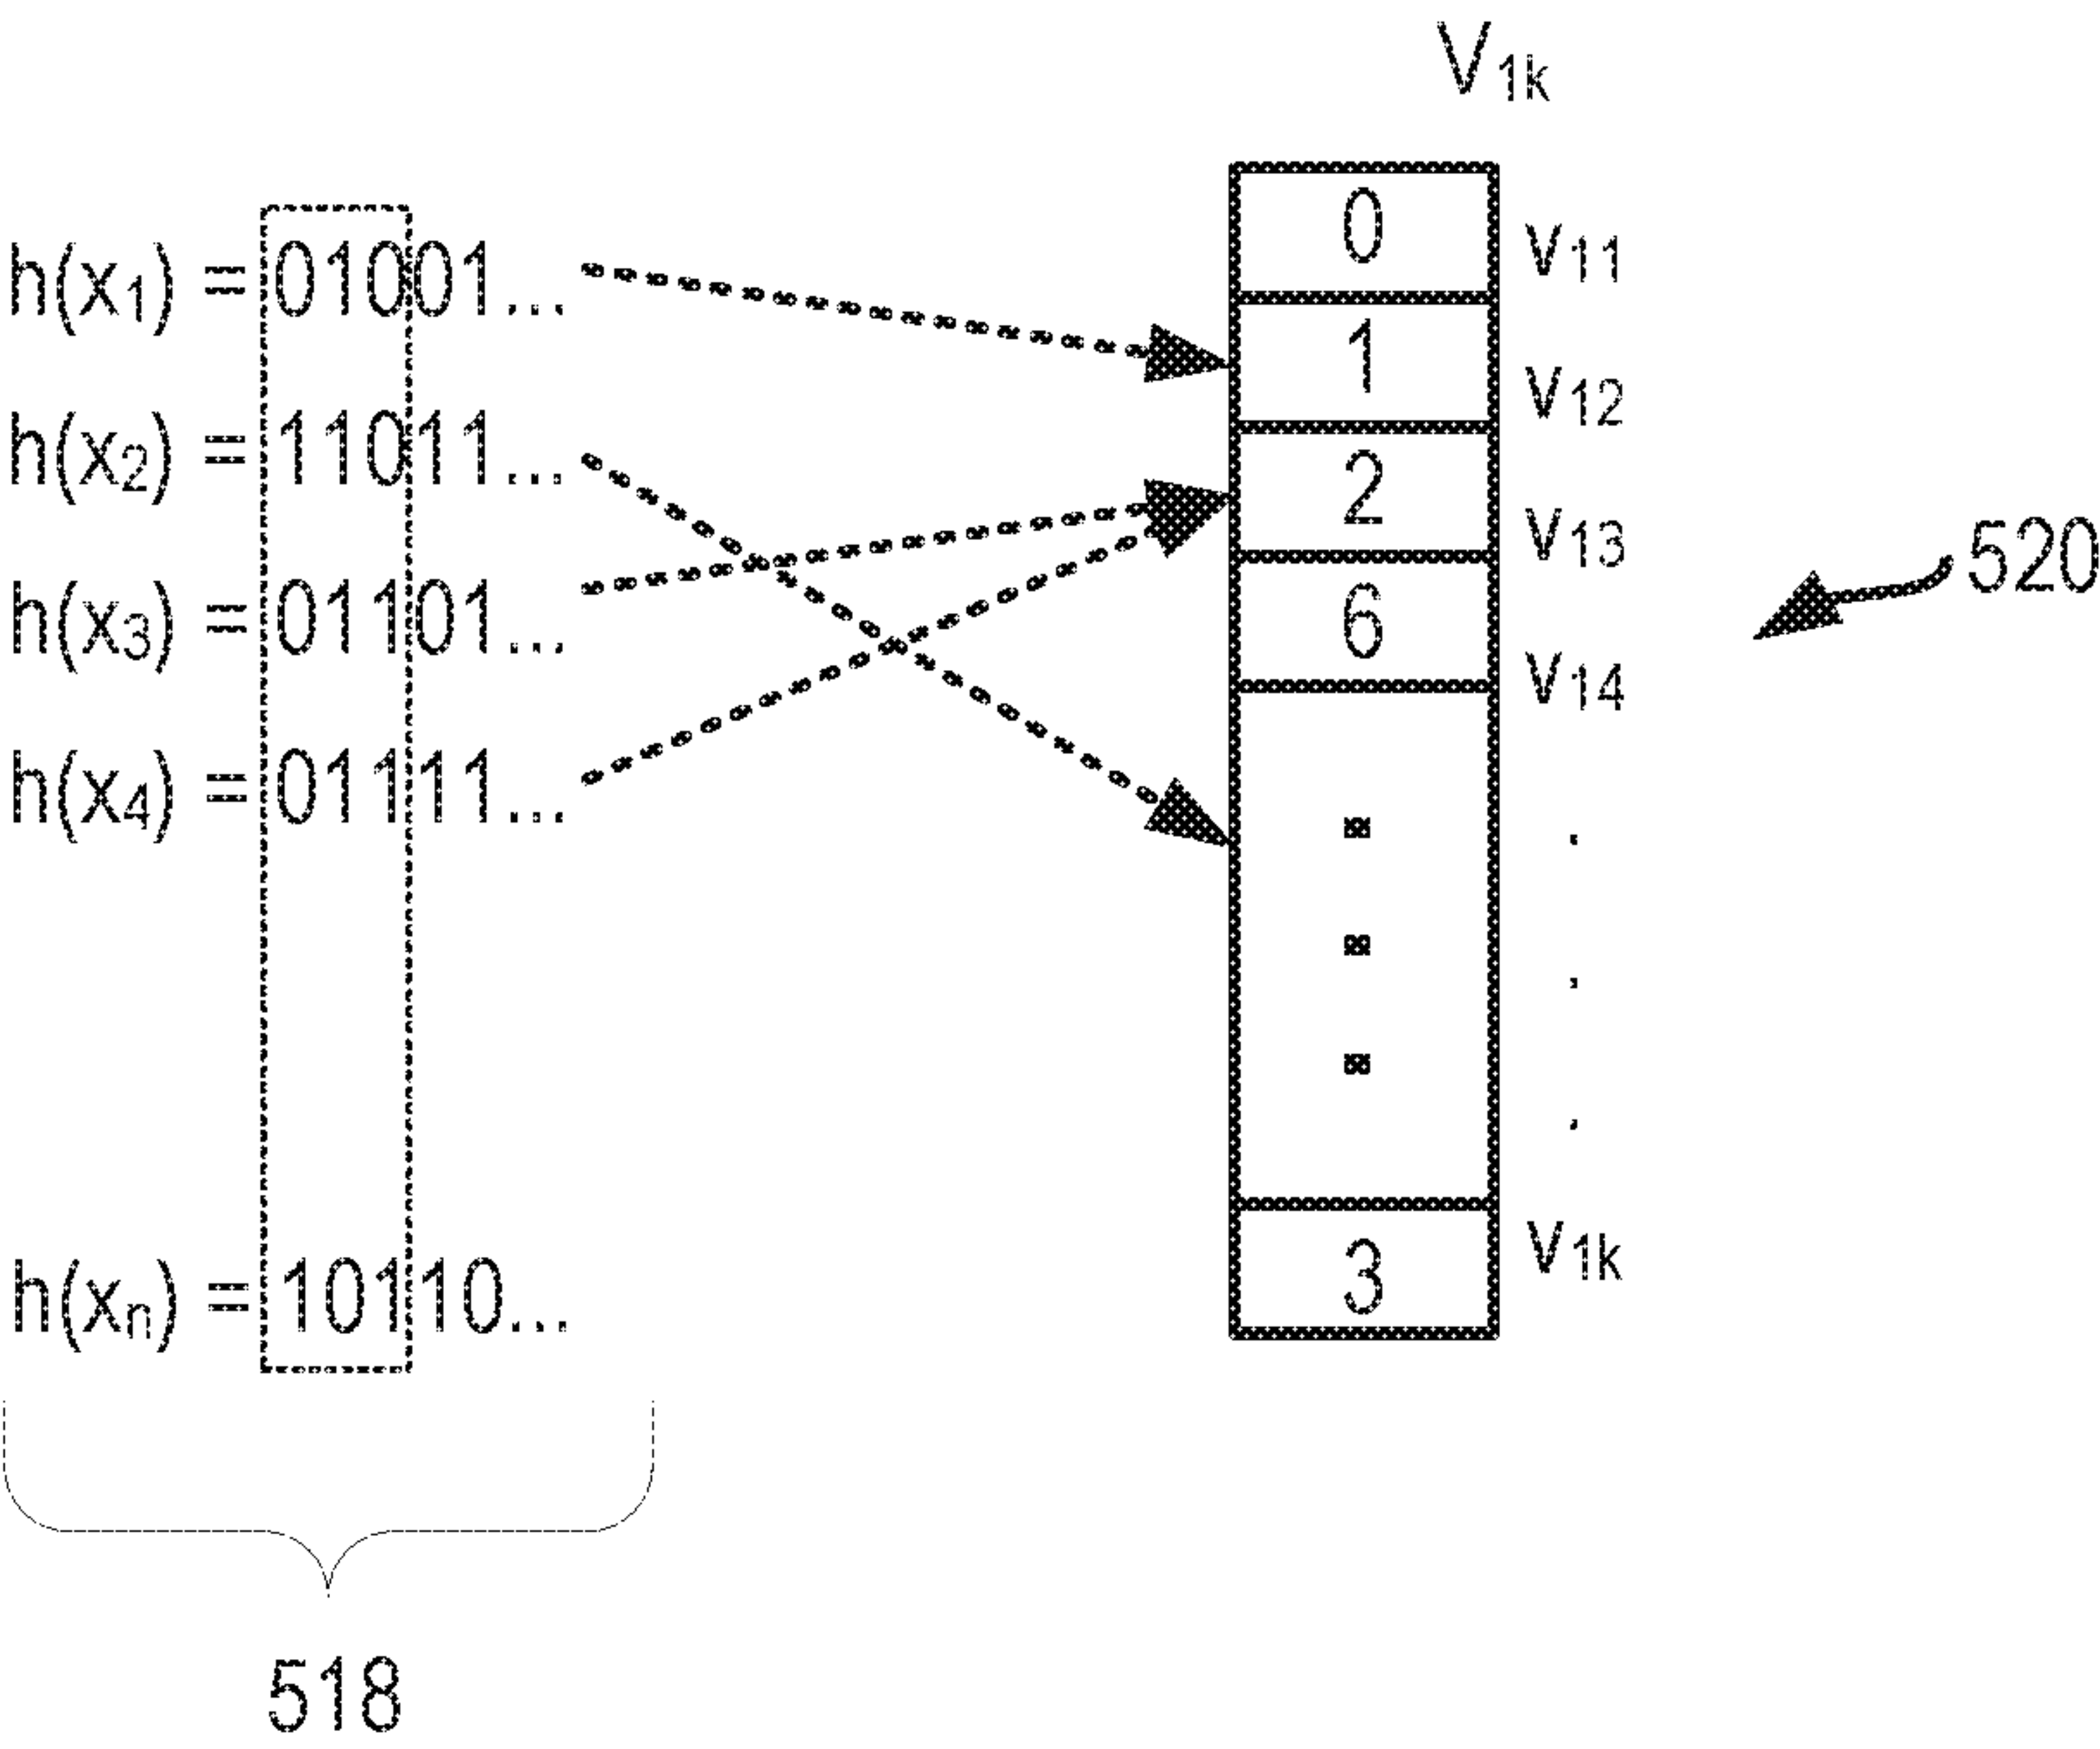 V1k
0 v11
h(x1) = 01001...
1 v12
h(x2) = 11011...
2 v13
520
h(x3) = 01101...
6 v14
h(x4) = 01111...
h(xn) = 10110...
3 v1k
518